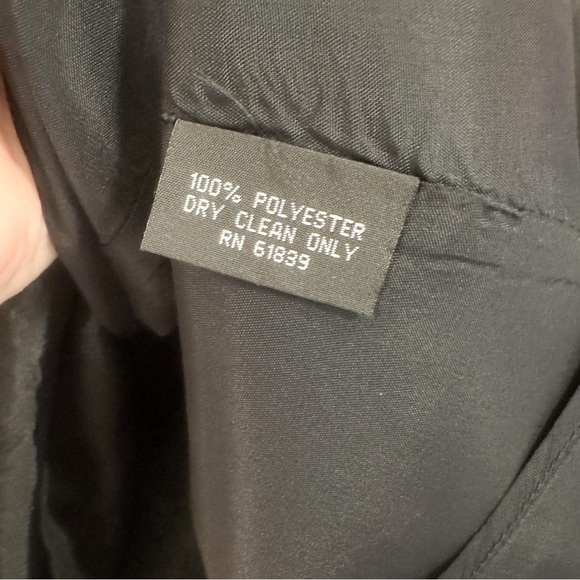 100% POLYESTER
DRY CLEAN ONLY
RN 61839